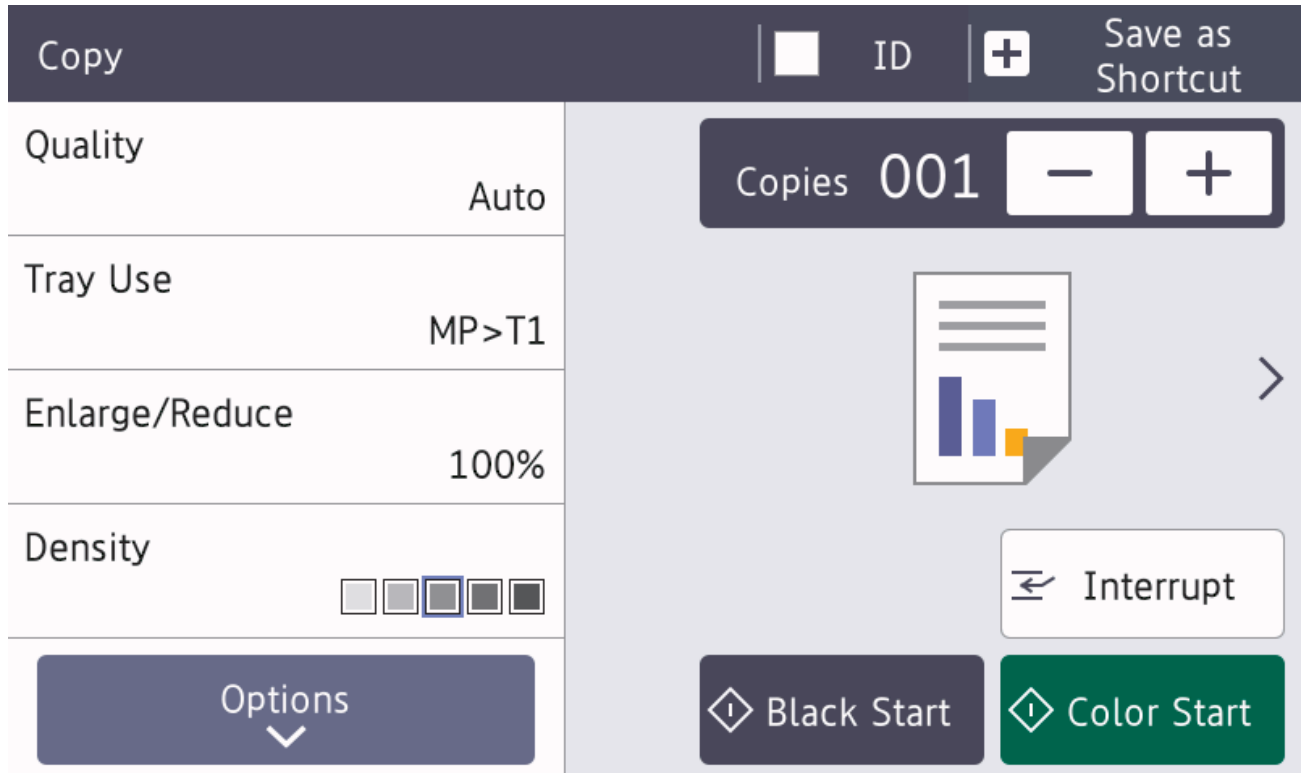 Copy
ID
Save as
Shortcut
Quality
Auto
Copies 001 − +
Tray Use
MP>T1
Enlarge/Reduce
100%
Density
Interrupt
Options
Black Start
Color Start